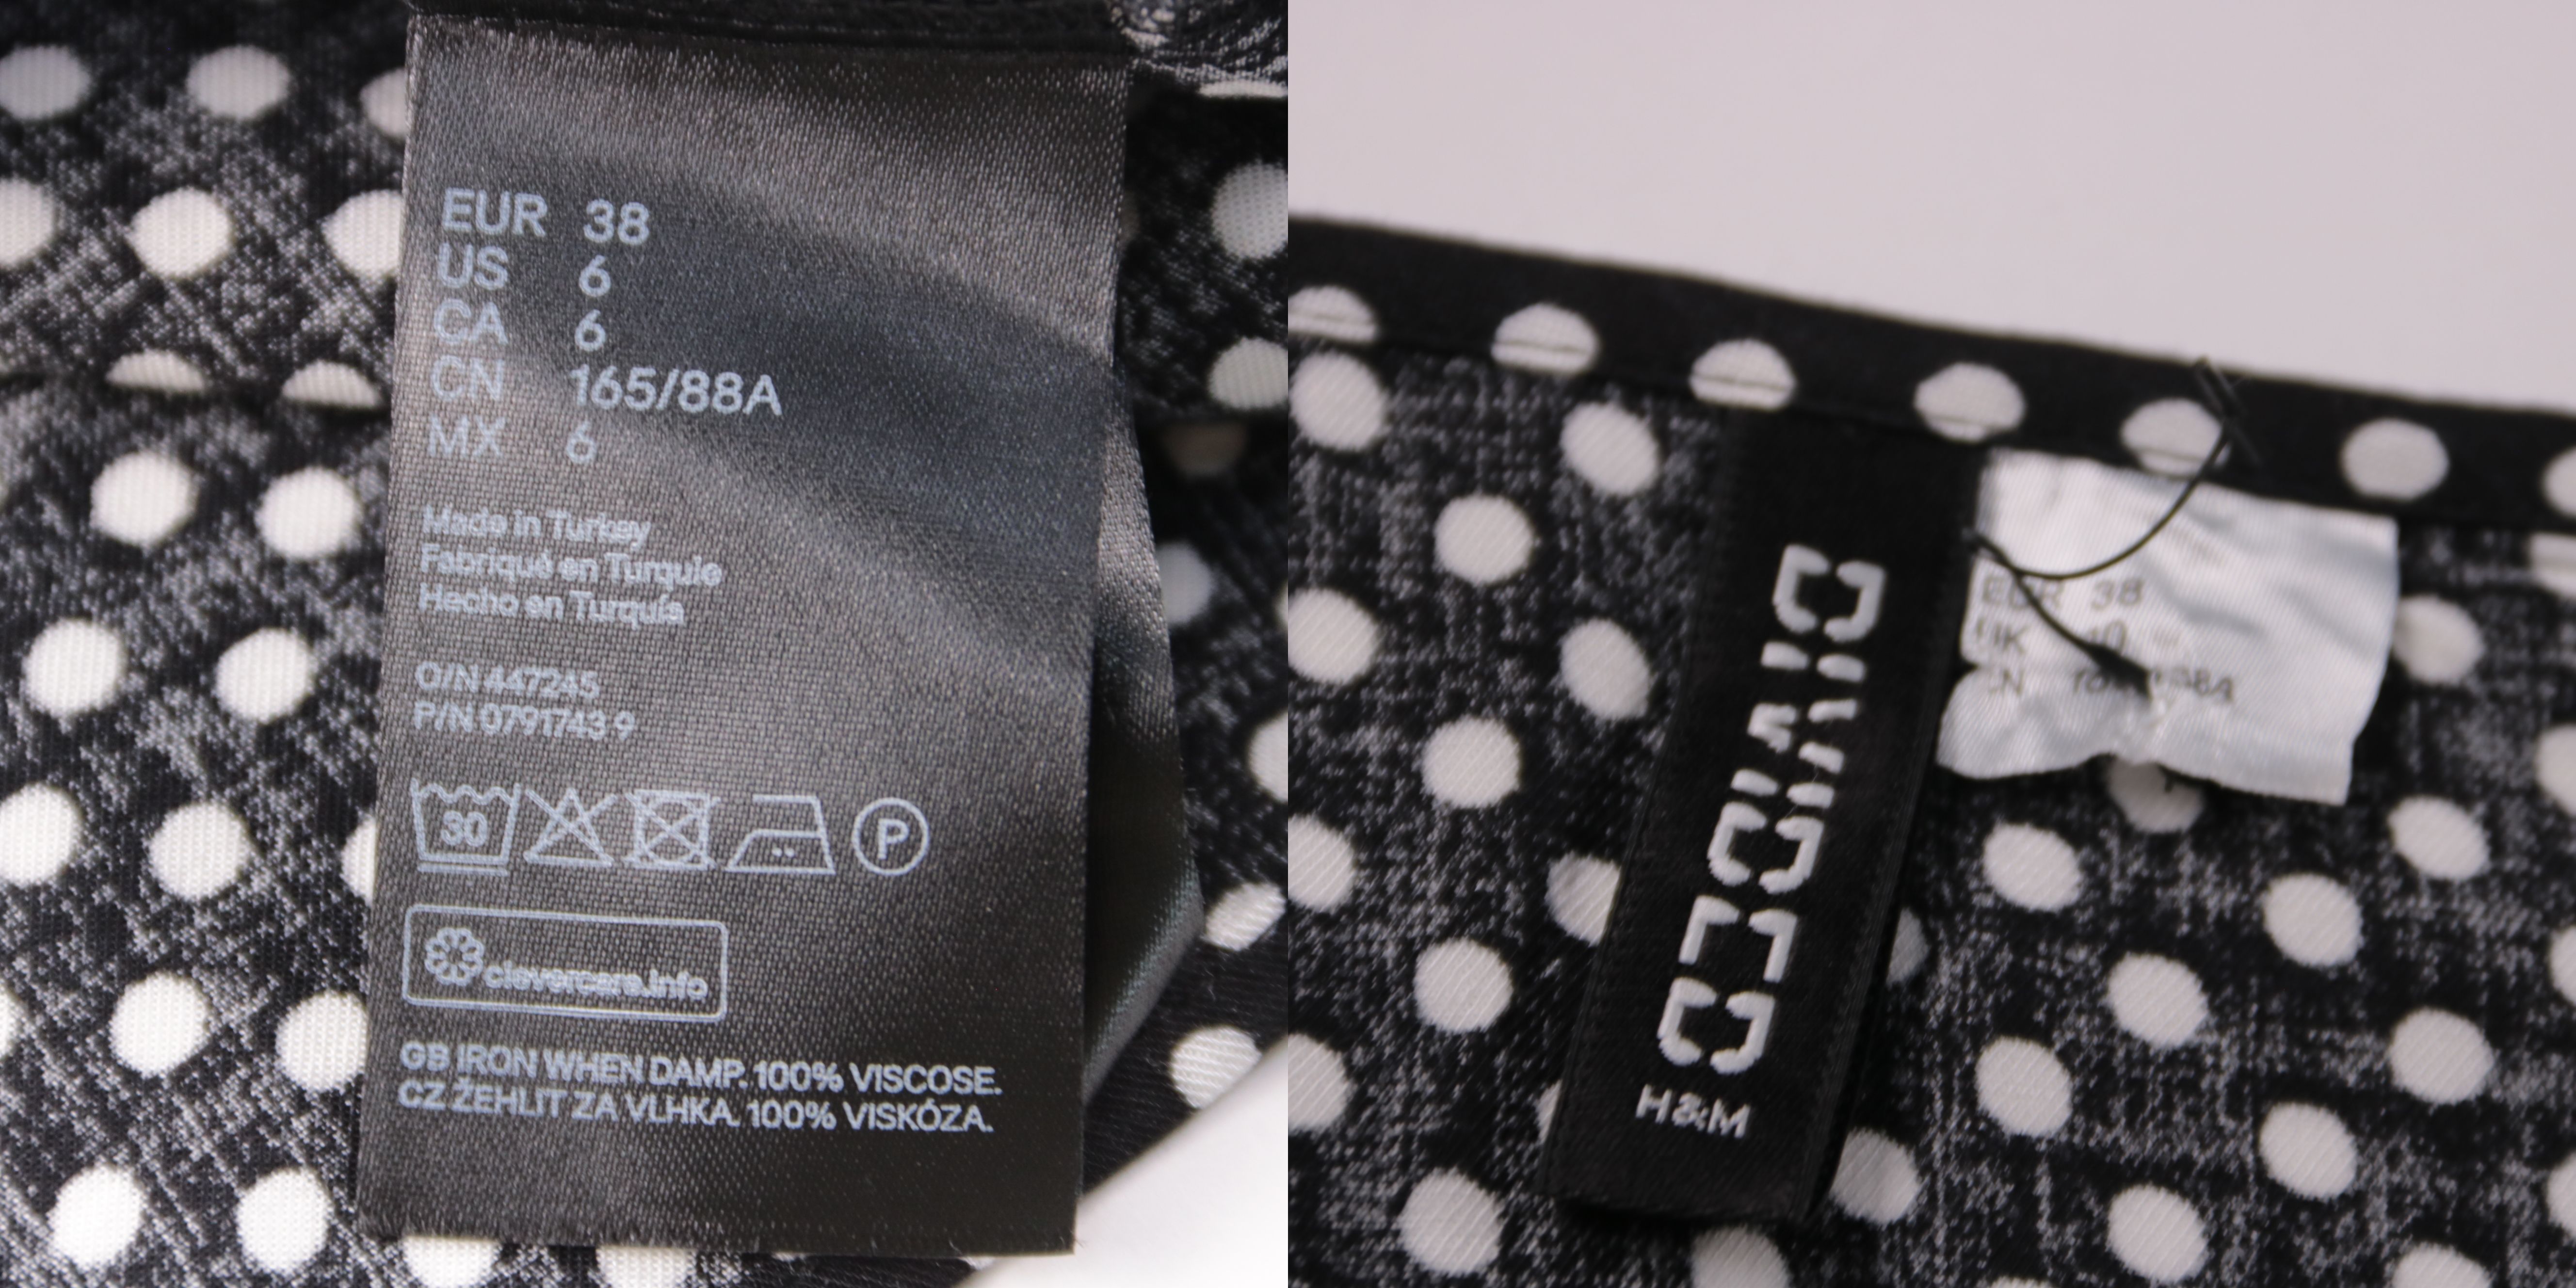 EUR 38
US 6
CA 6
CN 165/88A
MX 6
Made in Turkey
Fabriqué en Turquie
Hecho en Turquía
O/N 447245
P/N 0791743 9
30
P
clevercare.info
GB IRON WHEN DAMP. 100% VISCOSE.
CZ ŽEHLIT ZA VLHKA. 100% VISKÓZA.
DIVIDED
H&M
EUR 38
UK